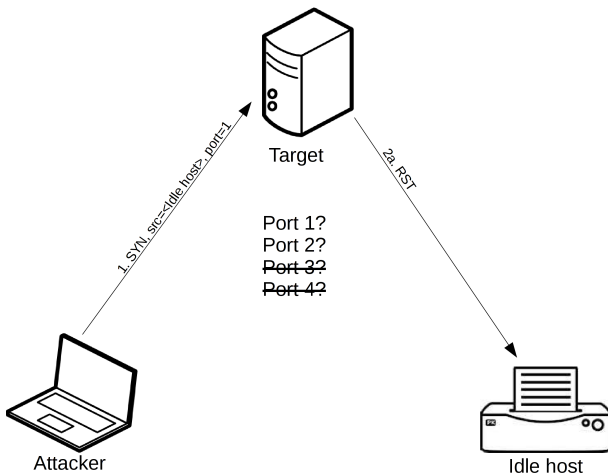 Target
1. SYN, src=<Idle host>, port=1
2a. RST
Port 1?
Port 2?
Port 3?
Port 4?
Attacker
Idle host